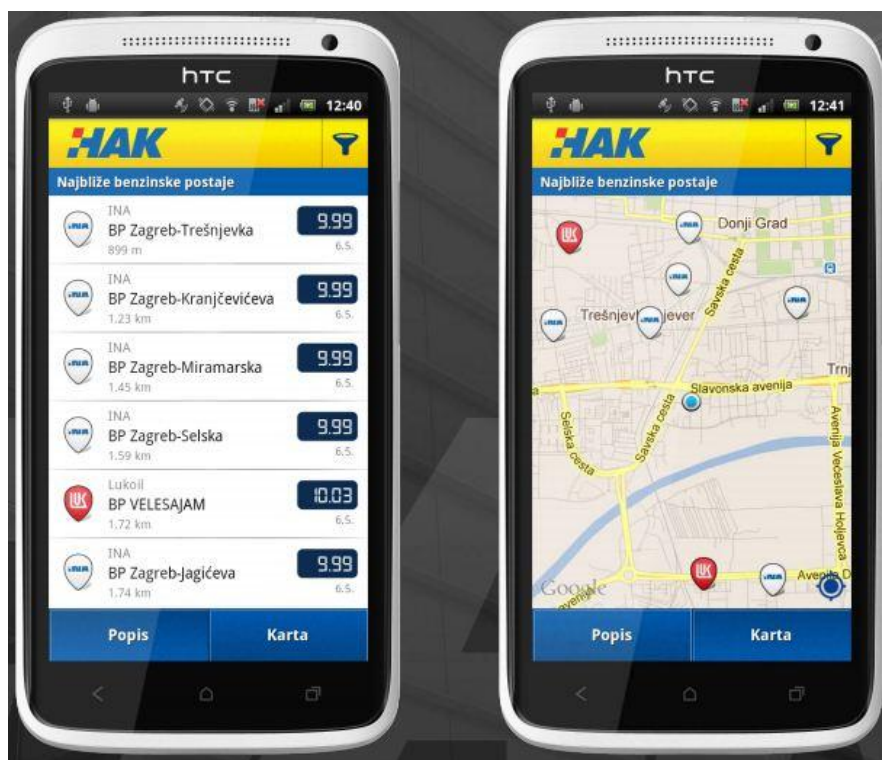 hTC
12:40
HAK
Najbliže benzinske postaje
INA
BP Zagreb-Trešnjevka
9.99
899 m
6.5.
INA
BP Zagreb-Kranjčevićeva
9.99
1.23 km
6.5.
INA
BP Zagreb-Miramarska
9.99
1.45 km
6.5.
INA
BP Zagreb-Selska
9.99
1.59 km
6.5.
Lukoil
BP VELESAJAM
10.03
1.72 km
6.5.
INA
BP Zagreb-Jagićeva
9.99
1.74 km
6.5.
Popis
Karta
hTC
12:41
HAK
Najbliže benzinske postaje
Donji Grad
Savska cesta
Trešnjev
jever
Trnj
Slavonska avenija
Selska cesta
Savska cesta
Avenija Većeslava Holjevca
Google
avenija
Avenija D
Popis
Karta